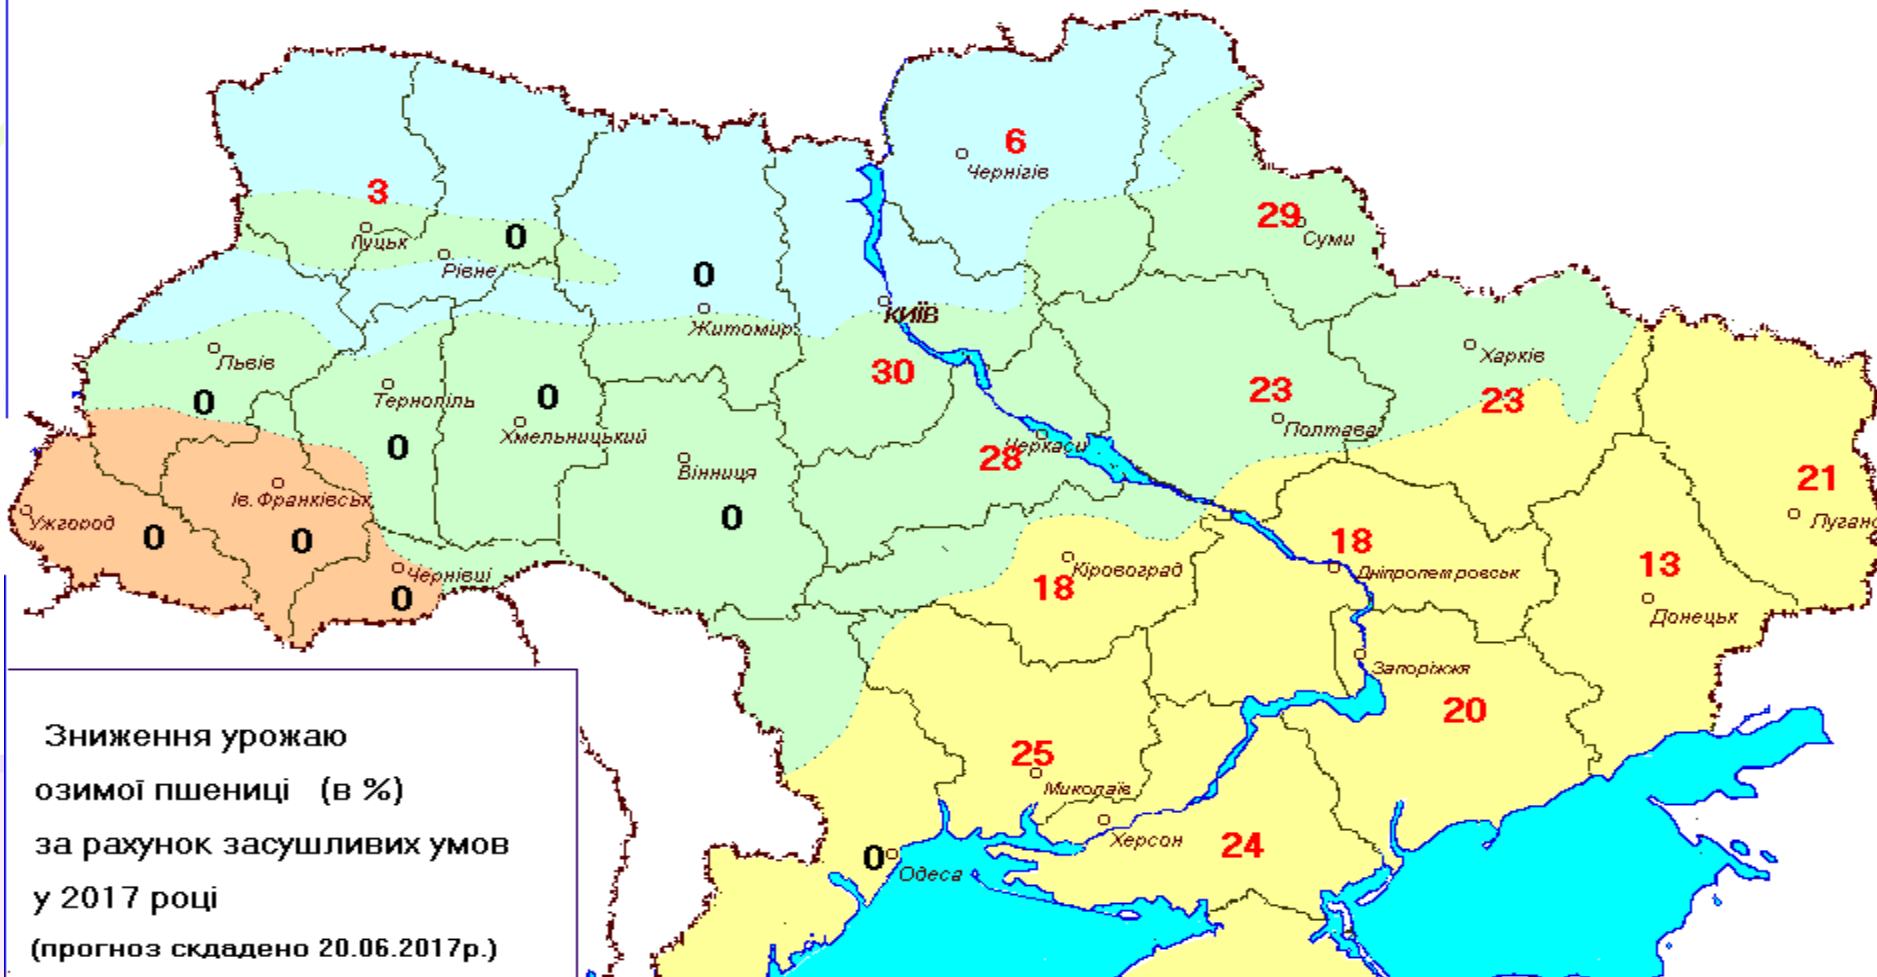 6
Чернігів
3
29
Луцьк
0
Суми
Рівне
0
КИЇВ
Житомир
Львів
Харків
30
0
Тернопіль
0
23
23
Хмельницький
Полтава
Черкаси
28
0
Вінниця
21
Ів.Франківськ
Ужгород
0
Луганс
0
0
18
Кіровоград
Дніпропетровськ
13
18
Чернівці
0
Донецьк
Запоріжжя
20
25
Миколаїв
Херсон
24
0
Одеса
Зниження урожаю
озимої пшениці (в %)
за рахунок засушливих умов
у 2017 році
(прогноз складено 20.06.2017р.)